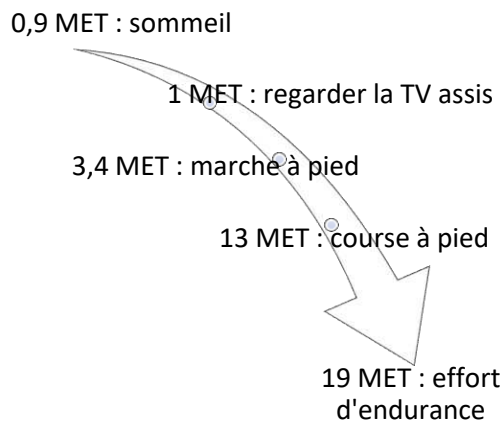 0,9 MET : sommeil
1 MET : regarder la TV assis
3,4 MET : marche à pied
13 MET : course à pied
19 MET : effort
d'endurance